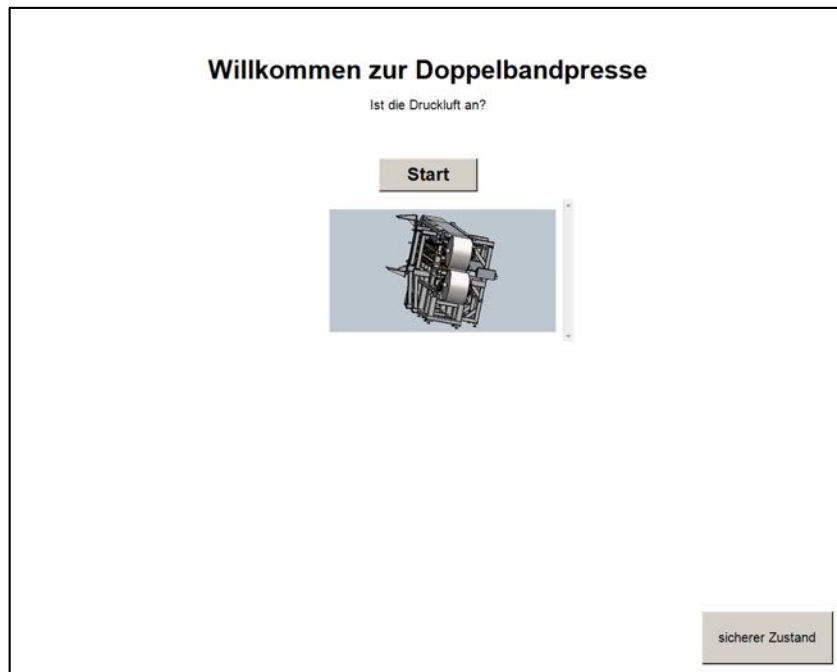 Willkommen zur Doppelbandpresse
Ist die Druckluft an?
Start
sicherer Zustand